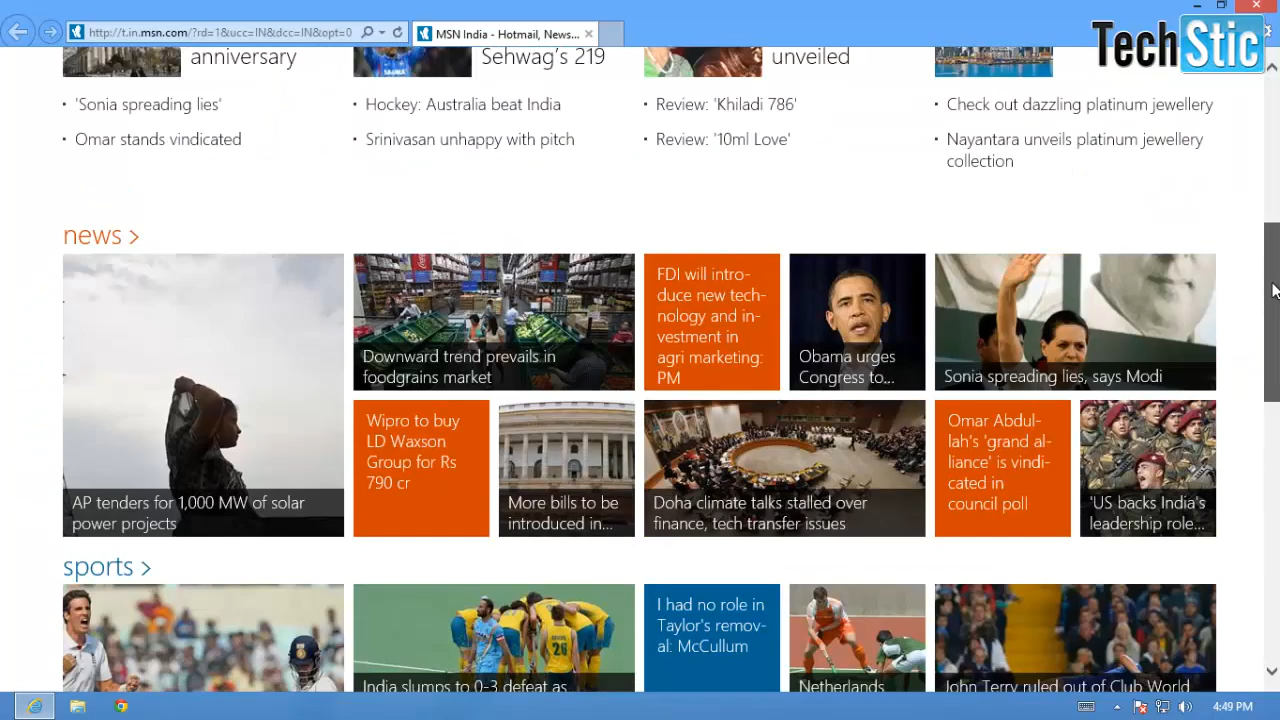 http://t.in.msn.com/?rd=1&ucc=IN&dcc=IN&opt=0
MSN India - Hotmail, News...
TechStic
anniversary
Sehwag's 219
unveiled
'Sonia spreading lies'
Omar stands vindicated
Hockey: Australia beat India
Srinivasan unhappy with pitch
Review: 'Khiladi 786'
Review: '10ml Love'
Check out dazzling platinum jewellery
Nayantara unveils platinum jewellery
collection
news >
AP tenders for 1,000 MW of solar
power projects
Downward trend prevails in
foodgrains market
FDI will intro-
duce new tech-
nology and in-
vestment in
agri marketing:
PM
Obama urges
Congress to...
Sonia spreading lies, says Modi
Wipro to buy
LD Waxson
Group for Rs
790 cr
More bills to be
introduced in...
Doha climate talks stalled over
finance, tech transfer issues
Omar Abdul-
lah's 'grand al-
liance' is vindi-
cated in
council poll
'US backs India's
leadership role...
sports >
India slumps to 0-3 defeat as
I had no role in
Taylor's remov-
al: McCullum
Netherlands
John Terry ruled out of Club World
4:49 PM